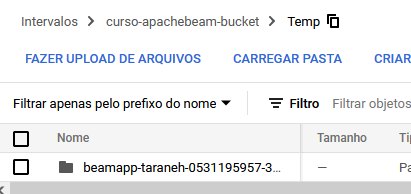 Intervalos > curso-apachebeam-bucket > Temp
FAZER UPLOAD DE ARQUIVOS CARREGAR PASTA CRIAR
Filtrar apenas pelo prefixo do nome Filtro Filtrar objetos
Nome Tamanho Ti
beamapp-taraneh-0531195957-3... — Pa